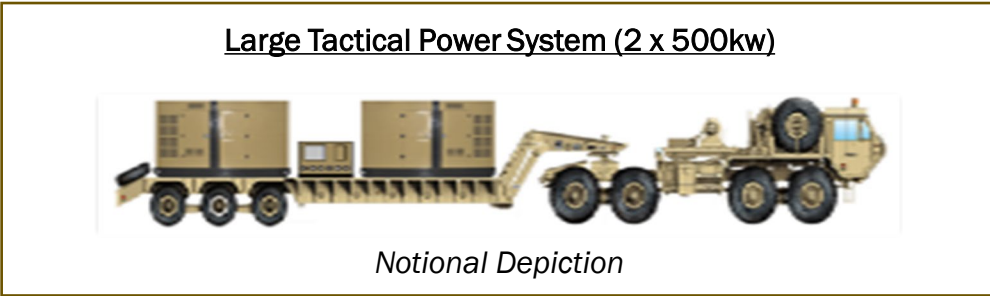 Large Tactical Power System (2 x 500kw)
Notional Depiction